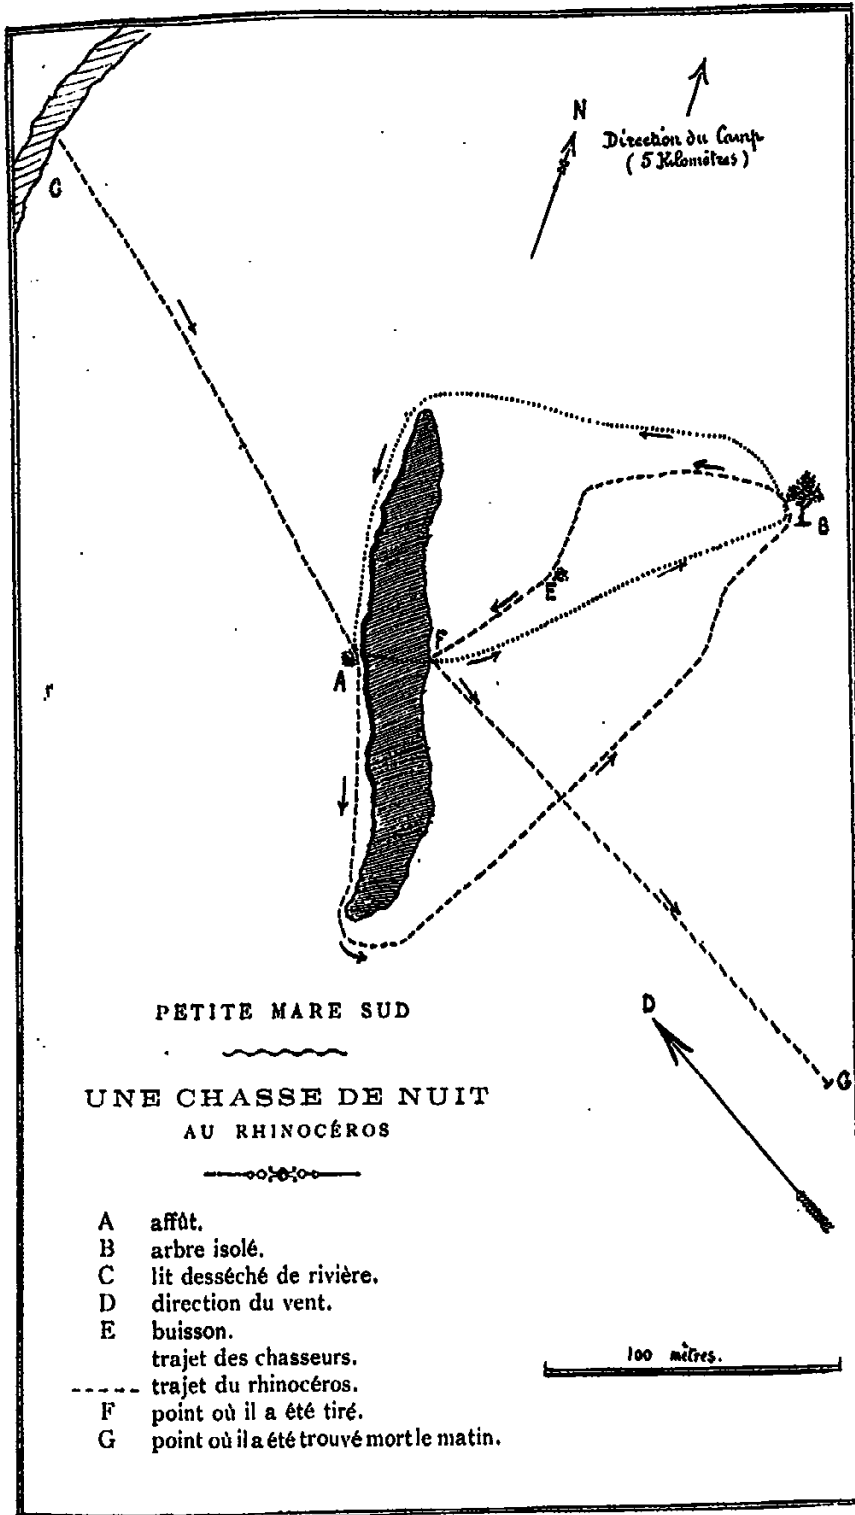 N
Direction du Camp
(5 Kilomètres)
C
B
E
F
A
D
G
PETITE MARE SUD
UNE CHASSE DE NUIT
AU RHINOCÉROS
A affût.
B arbre isolé.
C lit desséché de rivière.
D direction du vent.
E buisson.
trajet des chasseurs.
100 mètres.
----- trajet du rhinocéros.
F point où il a été tiré.
G point où il a été trouvé mort le matin.